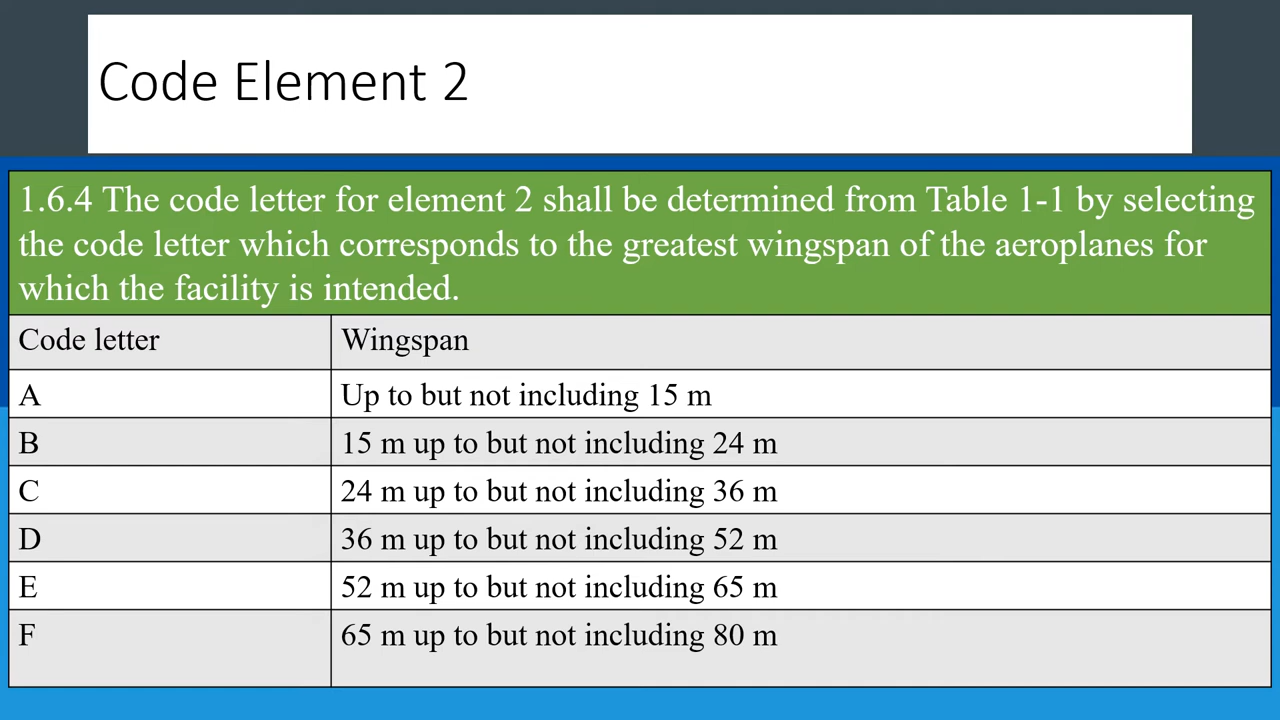 Code Element 2
1.6.4 The code letter for element 2 shall be determined from Table 1-1 by selecting
the code letter which corresponds to the greatest wingspan of the aeroplanes for
which the facility is intended.
Code letter Wingspan
A Up to but not including 15 m
B 15 m up to but not including 24 m
C 24 m up to but not including 36 m
D 36 m up to but not including 52 m
E 52 m up to but not including 65 m
F 65 m up to but not including 80 m